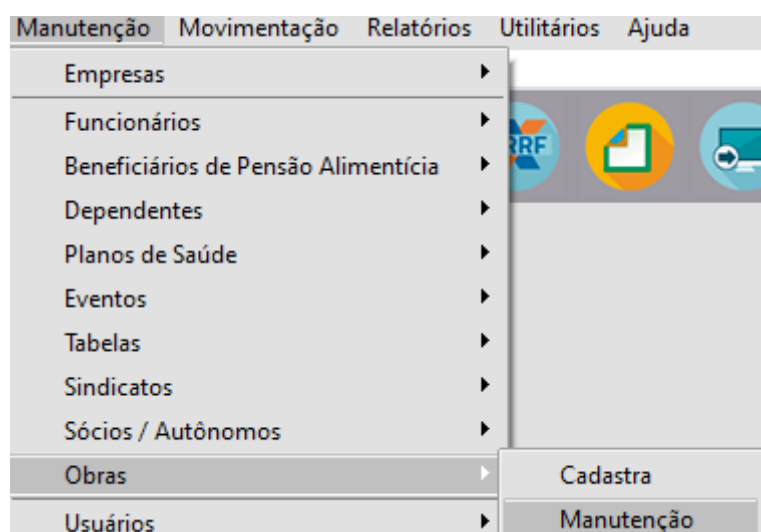 Manutenção Movimentação Relatórios Utilitários Ajuda
Empresas
Funcionários
RRF
Beneficiários de Pensão Alimentícia
Dependentes
Planos de Saúde
Eventos
Tabelas
Sindicatos
Sócios / Autônomos
Obras
Cadastra
Usuários
Manutenção